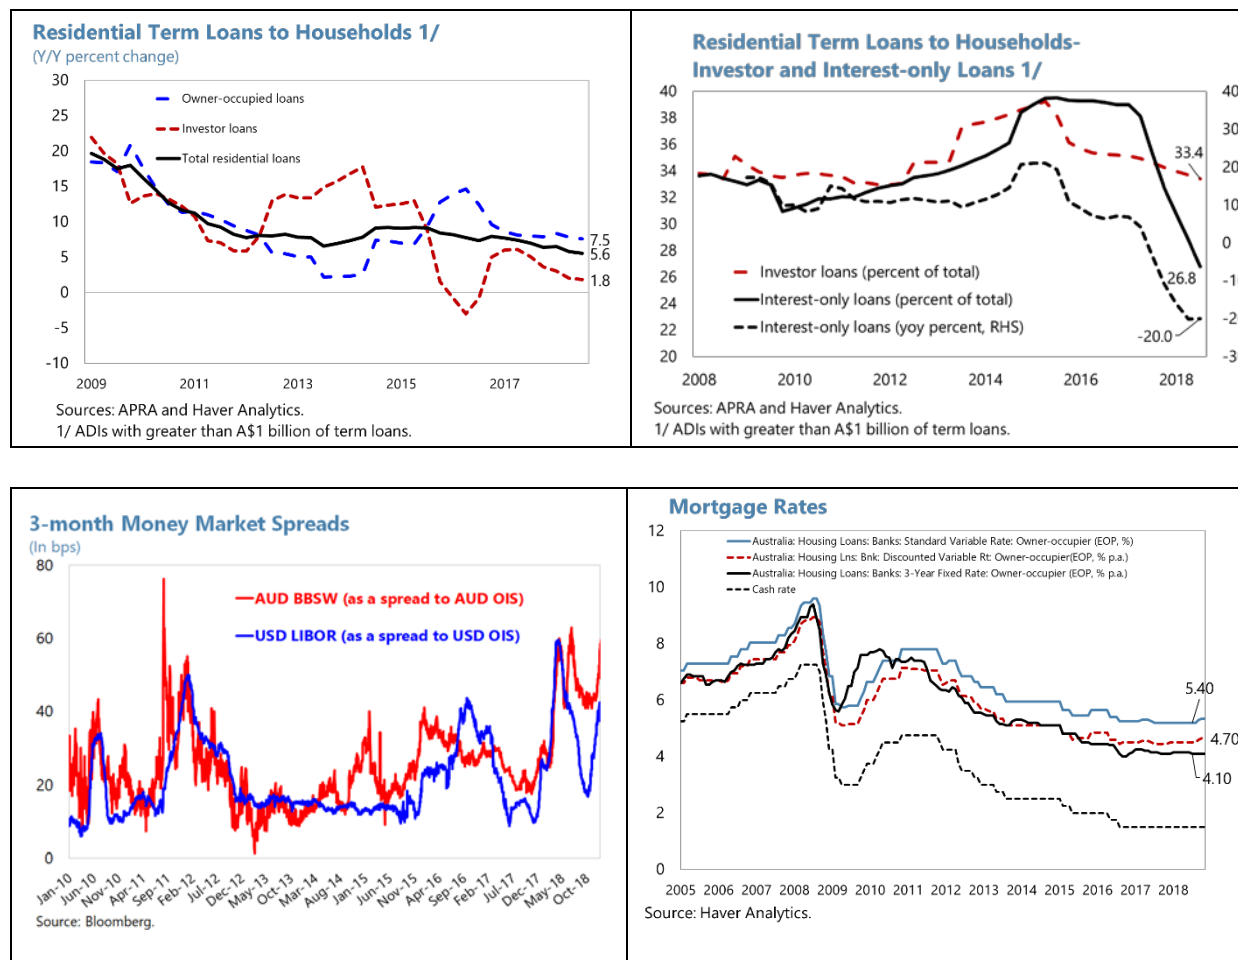 Residential Term Loans to Households 1/
(Y/Y percent change)
30
25
20
15
10
5
0
-5
-10
Owner-occupied loans
Investor loans
Total residential loans
7.5
5.6
1.8
2009 2011 2013 2015 2017
Sources: APRA and Haver Analytics.
1/ ADIs with greater than A$1 billion of term loans.
Residential Term Loans to Households-
Investor and Interest-only Loans 1/
40
38
36
34
32
30
28
26
24
22
20
40
30
20
10
0
-10
-20
-30
33.4
Investor loans (percent of total)
26.8
Interest-only loans (percent of total)
Interest-only loans (yoy percent, RHS)
-20.0
2008 2010 2012 2014 2016 2018
Sources: APRA and Haver Analytics.
1/ ADIs with greater than A$1 billion of term loans.
3-month Money Market Spreads
(In bps)
80
60
40
20
0
AUD BBSW (as a spread to AUD OIS)
USD LIBOR (as a spread to USD OIS)
Jan-10 Jun-10 Nov-10 Apr-11 Sep-11 Feb-12 Jul-12 Dec-12 May-13 Oct-13 Mar-14 Aug-14 Jan-15 Jun-15 Nov-15 Apr-16 Sep-16 Feb-17 Jul-17 Dec-17 May-18 Oct-18
Source: Bloomberg.
Mortgage Rates
12
10
8
6
4
2
0
Australia: Housing Loans: Banks: Standard Variable Rate: Owner-occupier (EOP, %)
Australia: Housing Lns: Bnk: Discounted Variable Rt: Owner-occupier(EOP, % p.a.)
Australia: Housing Loans: Banks: 3-Year Fixed Rate: Owner-occupier (EOP, % p.a.)
Cash rate
5.40
4.70
4.10
2005 2006 2007 2008 2009 2010 2011 2012 2013 2014 2015 2016 2017 2018
Source: Haver Analytics.